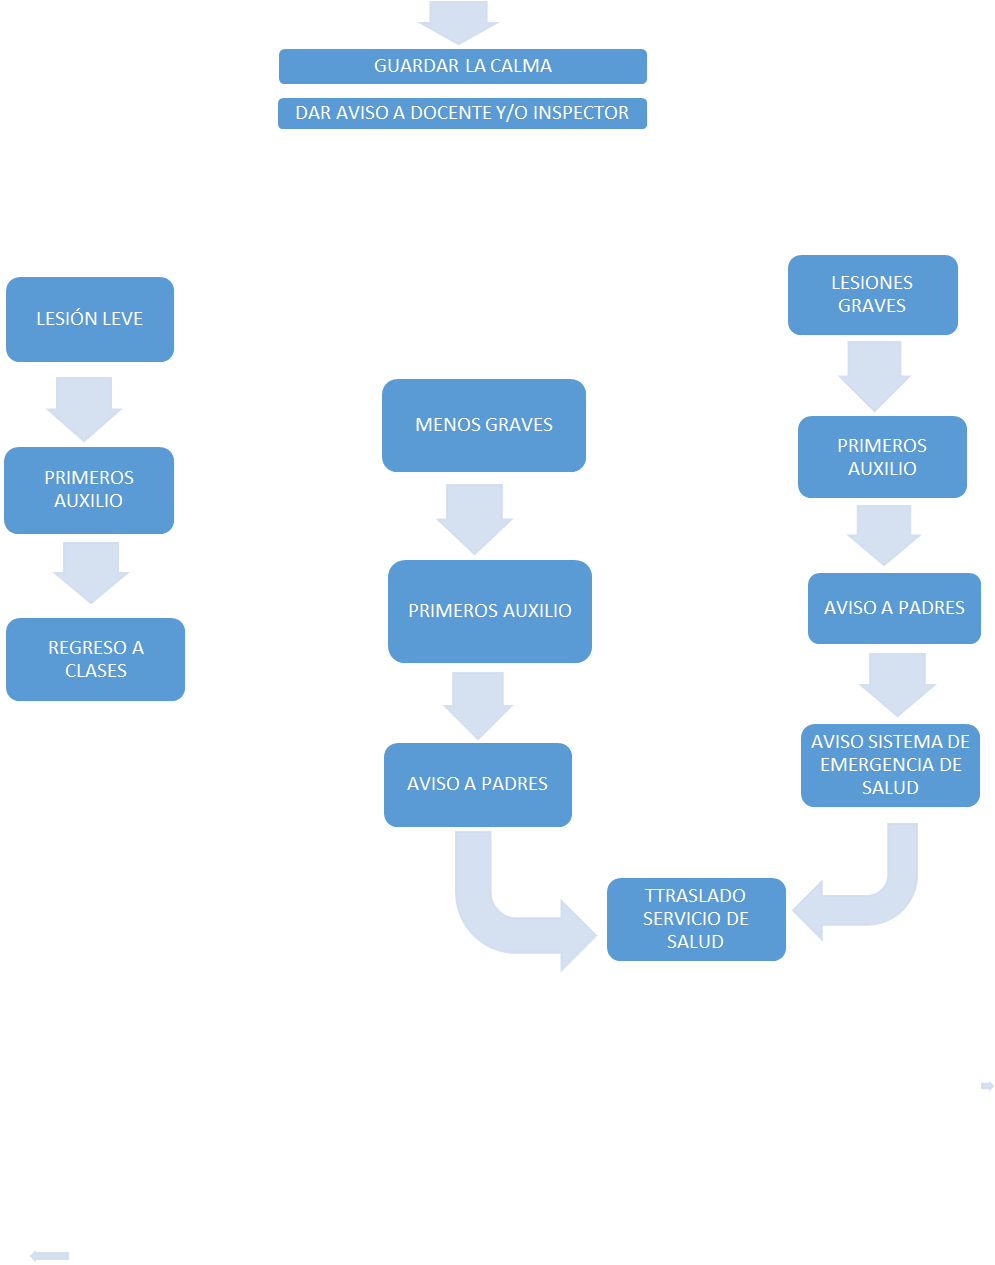 GUARDAR LA CALMA
DAR AVISO A DOCENTE Y/O INSPECTOR
LESIÓN LEVE
PRIMEROS
AUXILIO
REGRESO A
CLASES
MENOS GRAVES
PRIMEROS AUXILIO
AVISO A PADRES
LESIONES
GRAVES
PRIMEROS
AUXILIO
AVISO A PADRES
AVISO SISTEMA DE
EMERGENCIA DE
SALUD
TTRASLADO
SERVICIO DE
SALUD